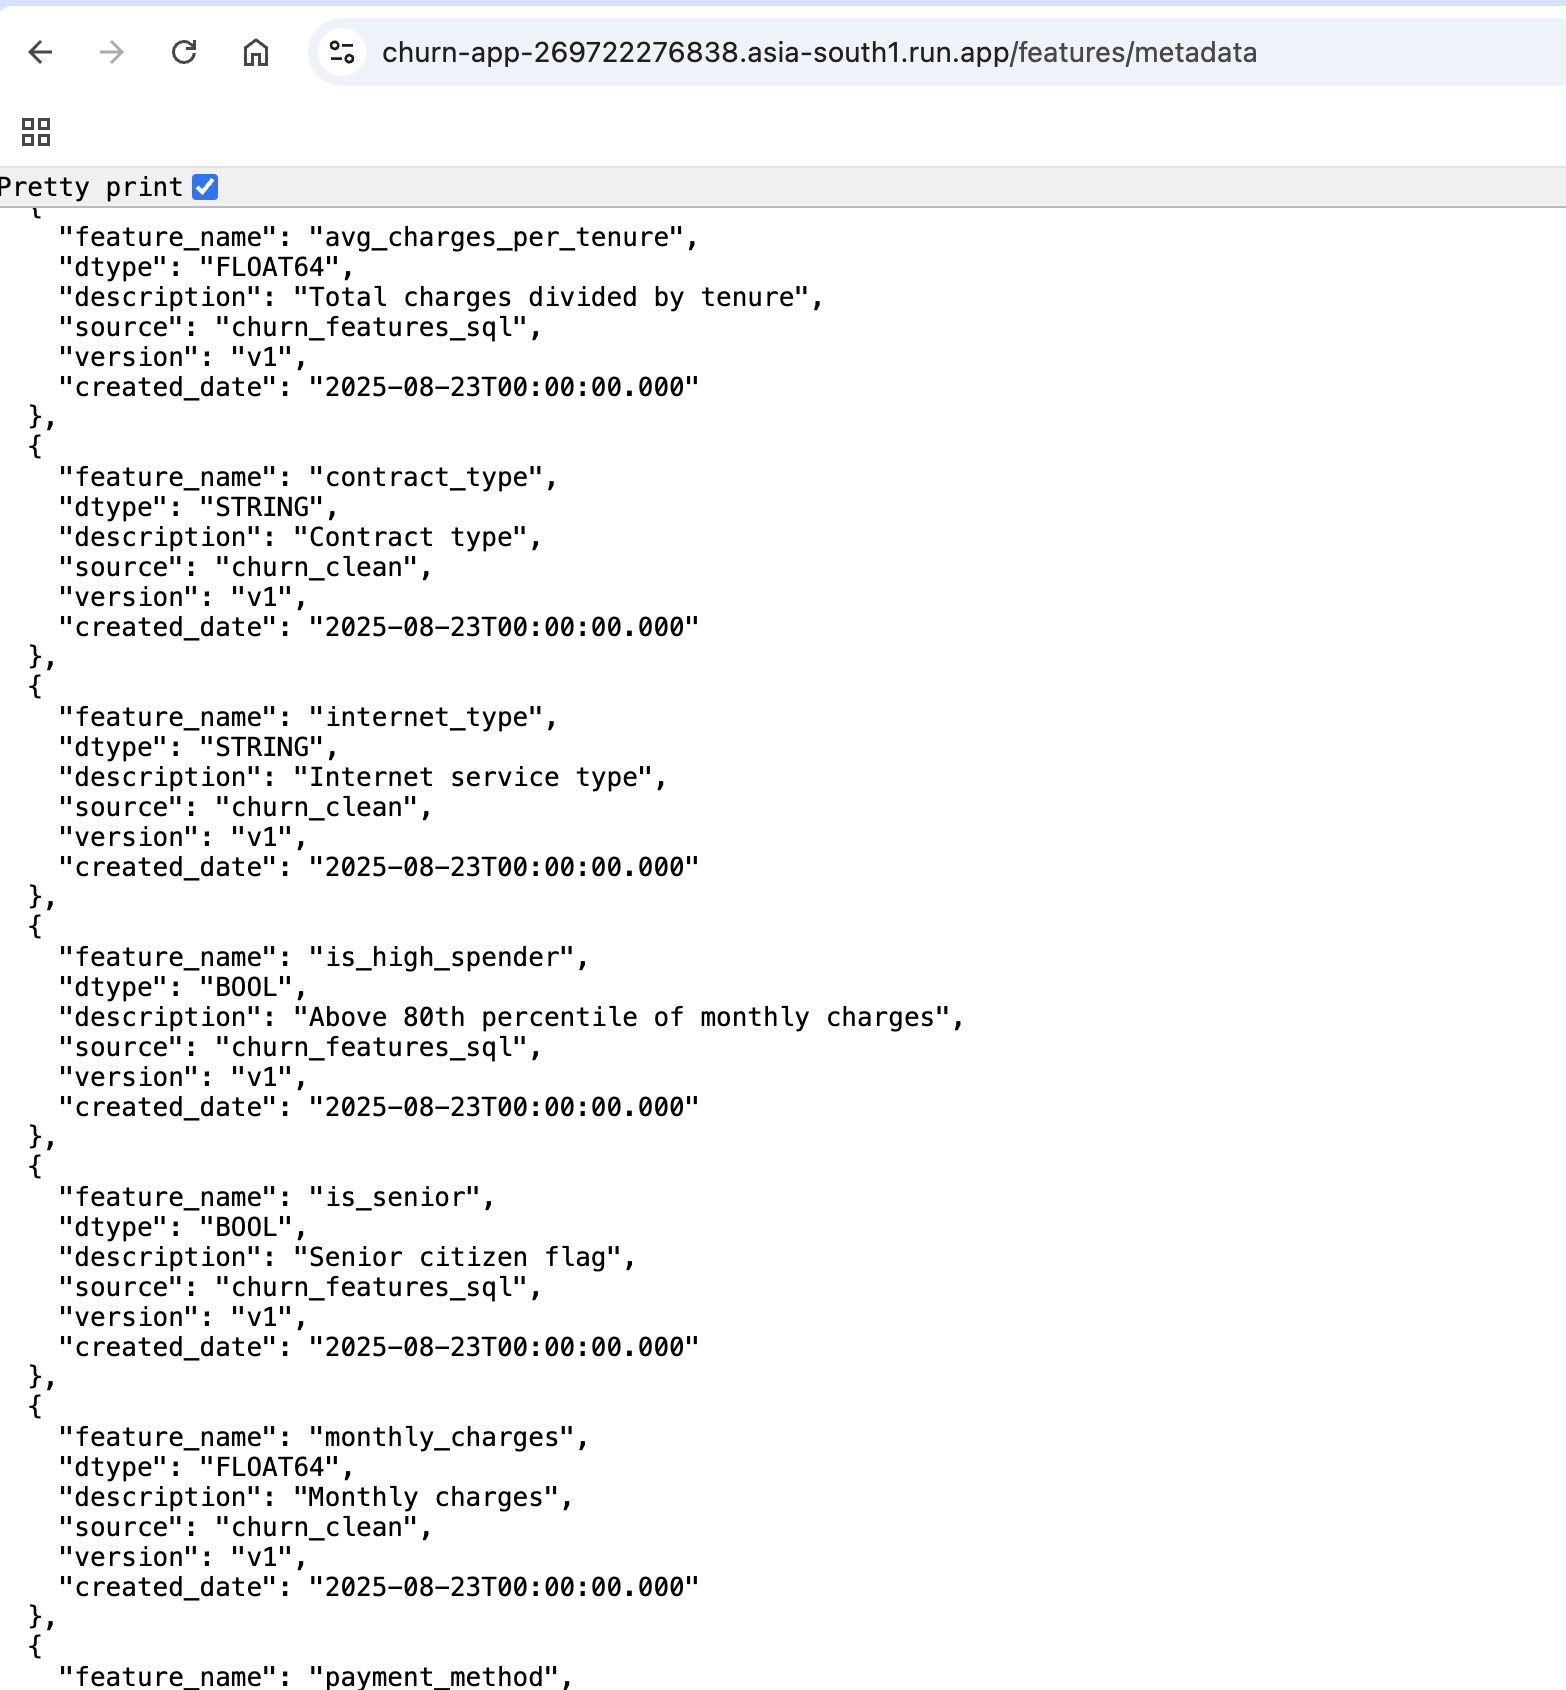 churn-app-269722276838.asia-south1.run.app/features/metadata
Pretty print
{
"feature_name": "avg_charges_per_tenure",
"dtype": "FLOAT64",
"description": "Total charges divided by tenure",
"source": "churn_features_sql",
"version": "v1",
"created_date": "2025-08-23T00:00:00.000"
},
{
"feature_name": "contract_type",
"dtype": "STRING",
"description": "Contract type",
"source": "churn_clean",
"version": "v1",
"created_date": "2025-08-23T00:00:00.000"
},
{
"feature_name": "internet_type",
"dtype": "STRING",
"description": "Internet service type",
"source": "churn_clean",
"version": "v1",
"created_date": "2025-08-23T00:00:00.000"
},
{
"feature_name": "is_high_spender",
"dtype": "BOOL",
"description": "Above 80th percentile of monthly charges",
"source": "churn_features_sql",
"version": "v1",
"created_date": "2025-08-23T00:00:00.000"
},
{
"feature_name": "is_senior",
"dtype": "BOOL",
"description": "Senior citizen flag",
"source": "churn_features_sql",
"version": "v1",
"created_date": "2025-08-23T00:00:00.000"
},
{
"feature_name": "monthly_charges",
"dtype": "FLOAT64",
"description": "Monthly charges",
"source": "churn_clean",
"version": "v1",
"created_date": "2025-08-23T00:00:00.000"
},
{
"feature_name": "payment_method",